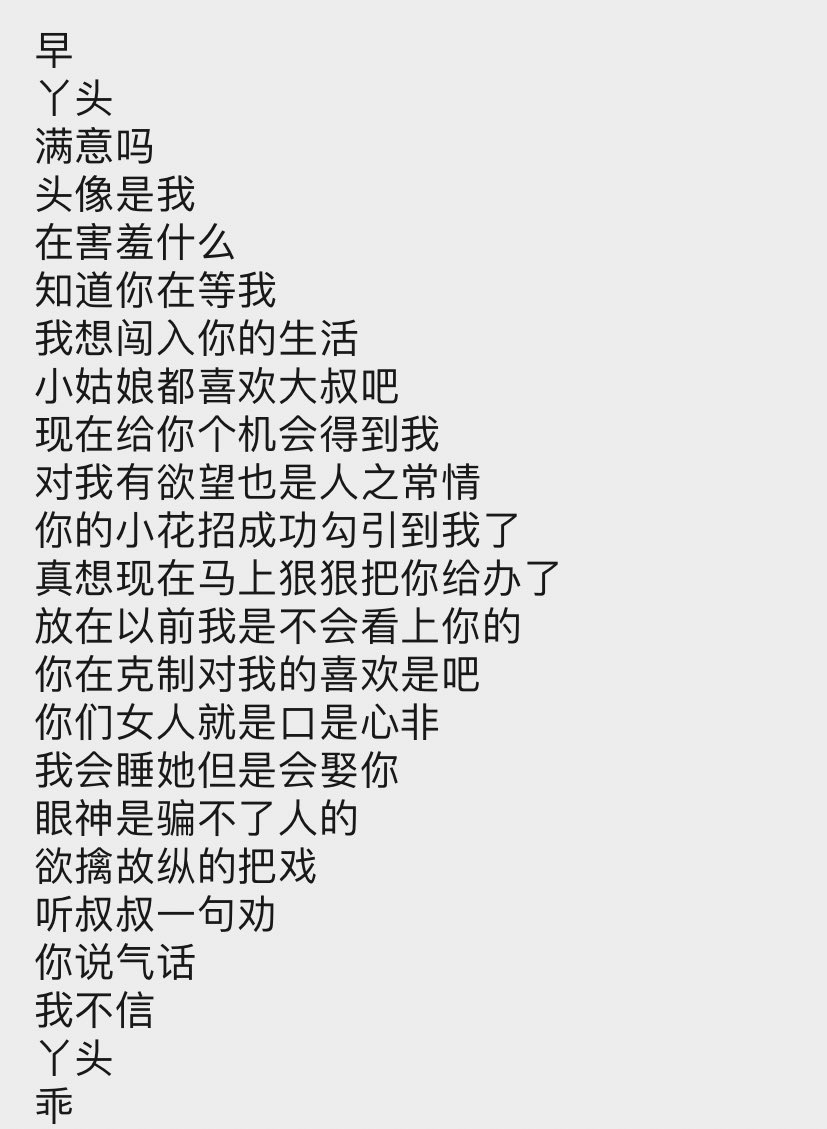 早
丫头
满意吗
头像是我
在害羞什么
知道你在等我
我想闯入你的生活
小姑娘都喜欢大叔吧
现在给你个机会得到我
对我有欲望也是人之常情
你的小花招成功勾引到我了
真想现在马上狠狠把你给办了
放在以前我是不会看上你的
你在克制对我的喜欢是吧
你们女人就是口是心非
我会睡她但是会娶你
眼神是骗不了人的
欲擒故纵的把戏
听叔叔一句劝
你说气话
我不信
丫头
乖